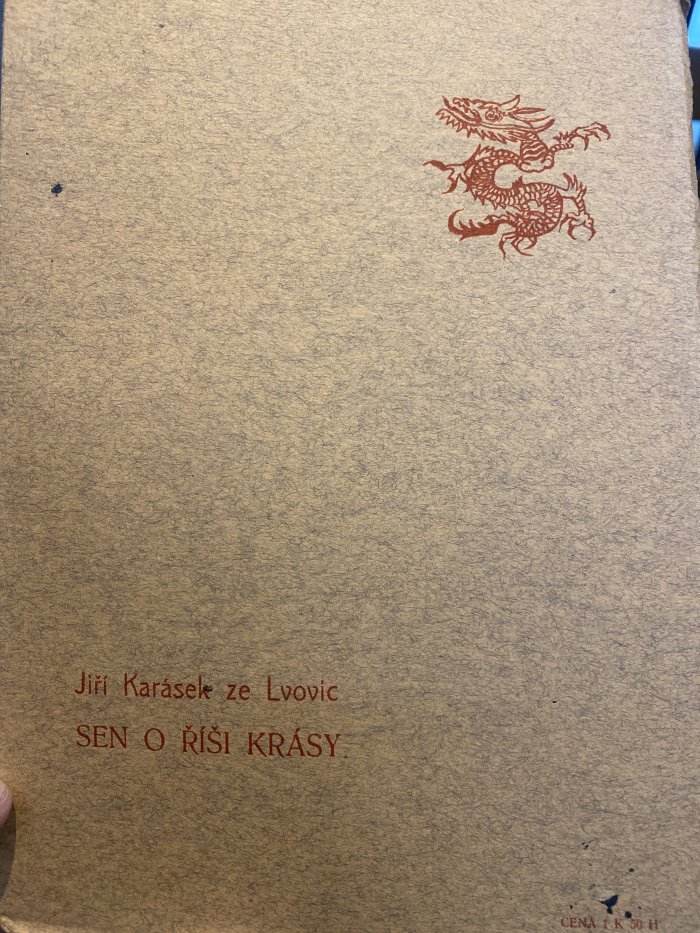 Jiří Karásek ze Lvovic
SEN O ŘÍŠI KRÁSY
CENA 1 K 50 H